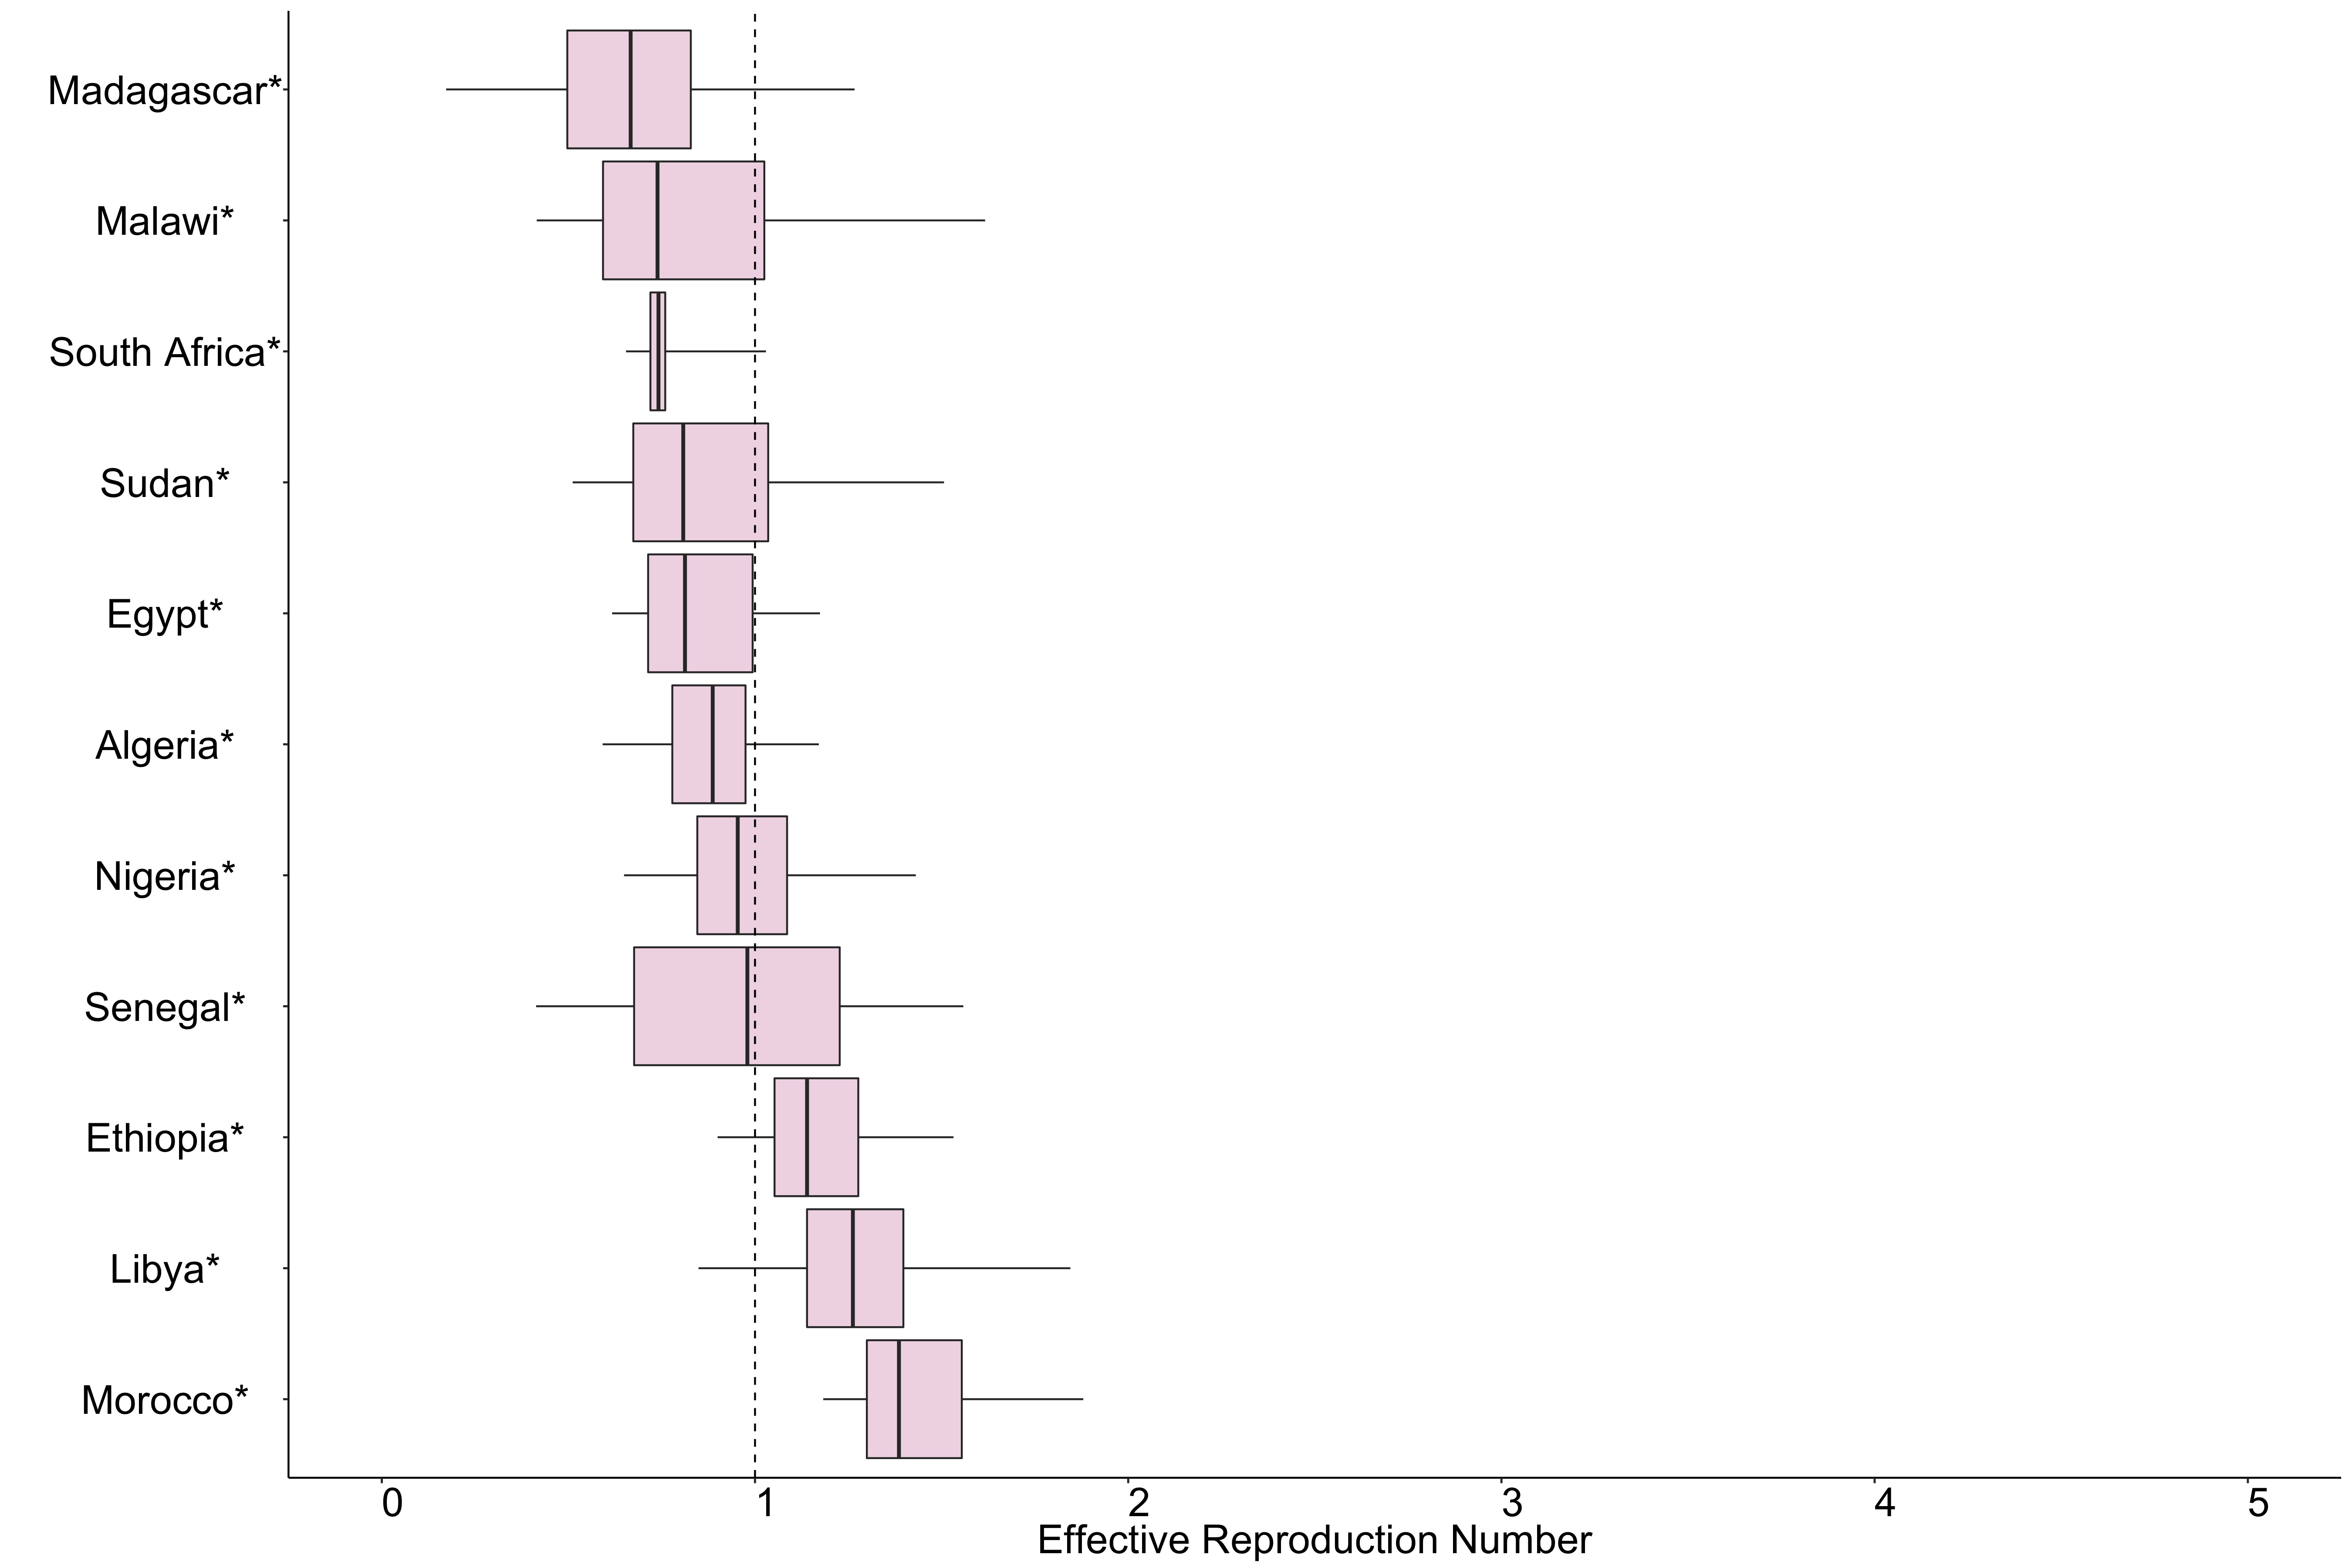 Madagascar*
Malawi*
South Africa*
Sudan*
Egypt*
Algeria*
Nigeria*
Senegal*
Ethiopia*
Libya*
Morocco*
0 1 2 3 4 5
Effective Reproduction Number